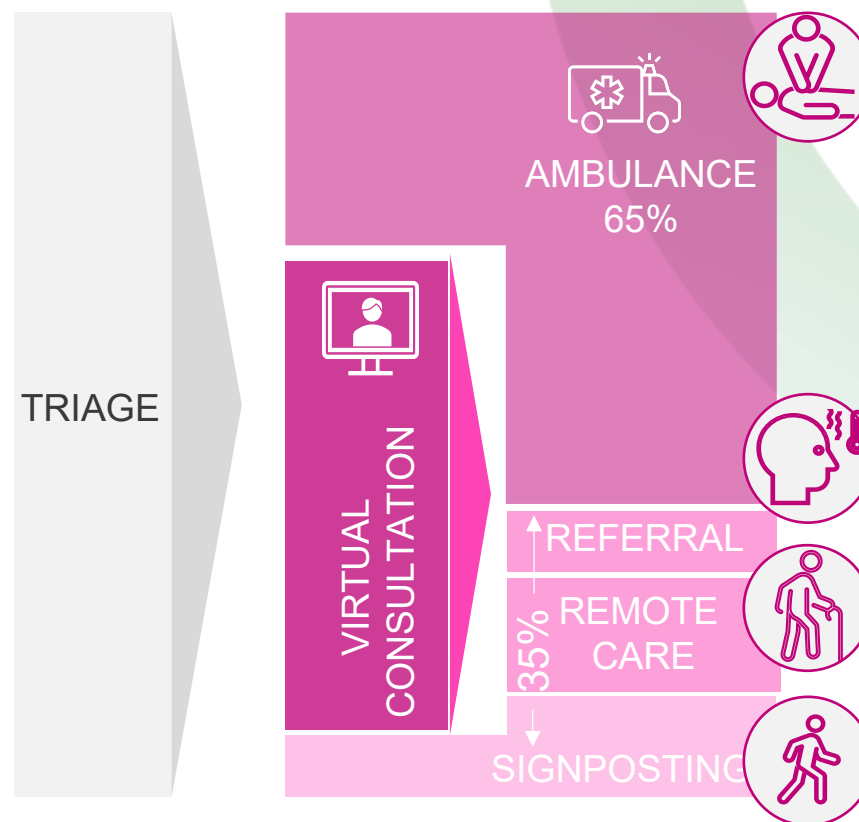 AMBULANCE
65%
TRIAGE
VIRTUAL
CONSULTATION
REFERRAL
35%
REMOTE
CARE
SIGNPOSTING